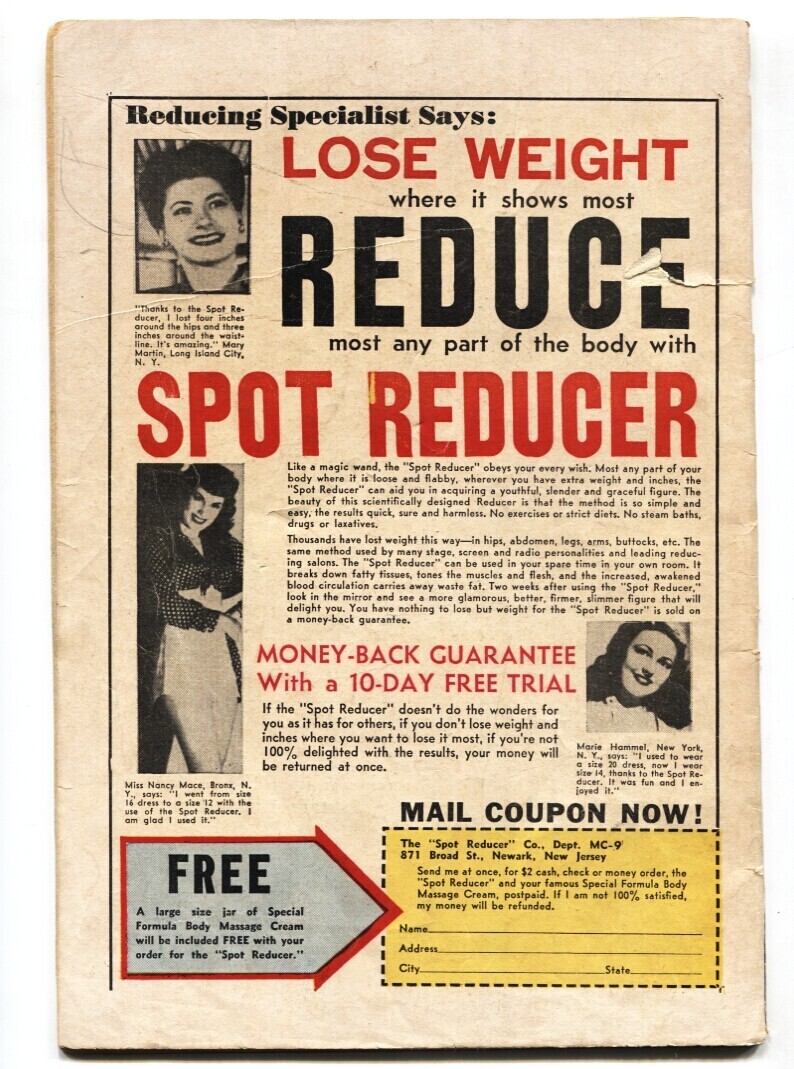 Reducing Specialist Says:
LOSE WEIGHT
where it shows most
REDUCE
most any part of the body with
"Thanks to the Spot Re-
ducer, I lost four inches
around the hips and three
inches around the waist-
line. It's amazing." Mary
Martin, Long Island City,
N. Y.
SPOT REDUCER
Like a magic wand, the "Spot Reducer" obeys your every wish. Most any part of your
body where it is loose and flabby, wherever you have extra weight and inches, the
"Spot Reducer" can aid you in acquiring a youthful, slender and graceful figure. The
beauty of this scientifically designed Reducer is that the method is so simple and
easy, the results quick, sure and harmless. No exercises or strict diets. No steam baths,
drugs or laxatives.
Thousands have lost weight this way—in hips, abdomen, legs, arms, buttocks, etc. The
same method used by many stage, screen and radio personalities and leading reduc-
ing salons. The "Spot Reducer" can be used in your spare time in your own room. It
breaks down fatty tissues, tones the muscles and flesh, and the increased, awakened
blood circulation carries away waste fat. Two weeks after using the "Spot Reducer,"
look in the mirror and see a more glamorous, better, firmer, slimmer figure that will
delight you. You have nothing to lose but weight for the "Spot Reducer" is sold on
a money-back guarantee.
MONEY-BACK GUARANTEE
With a 10-DAY FREE TRIAL
If the "Spot Reducer" doesn't do the wonders for
you as it has for others, if you don't lose weight and
inches where you want to lose it most, if you're not
100% delighted with the results, your money will
be returned at once.
Marie Hammel, New York,
N. Y., says: "I used to wear
a size 20 dress, now I wear
size 14, thanks to the Spot Re-
ducer. It was fun and I en-
joyed it."
Miss Nancy Mace, Bronx, N.
Y., says: "I went from size
16 dress to a size 12 with the
use of the Spot Reducer. I
am glad I used it."
MAIL COUPON NOW!
FREE
A large size jar of Special
Formula Body Massage Cream
will be included FREE with your
order for the "Spot Reducer."
The "Spot Reducer" Co., Dept. MC-9
871 Broad St., Newark, New Jersey
Send me at once, for $2 cash, check or money order, the
"Spot Reducer" and your famous Special Formula Body
Massage Cream, postpaid. If I am not 100% satisfied,
my money will be refunded.
Name
Address
City State